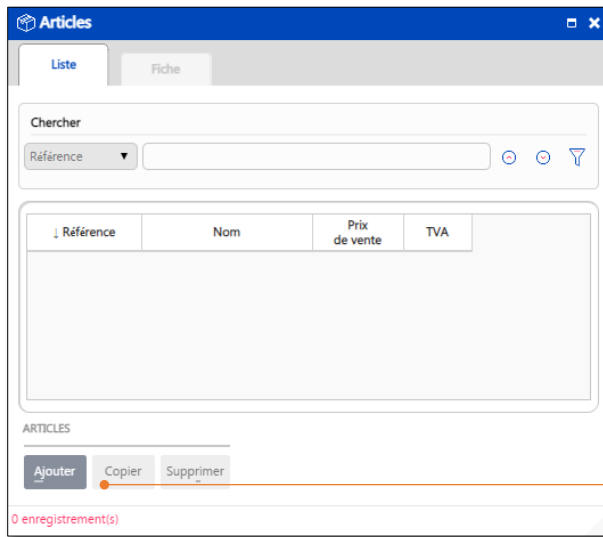 Articles
Liste
Fiche
Chercher
Référence
↓ Référence
Nom
Prix
de vente
TVA
ARTICLES
Ajouter
Copier
Supprimer
0 enregistrement(s)